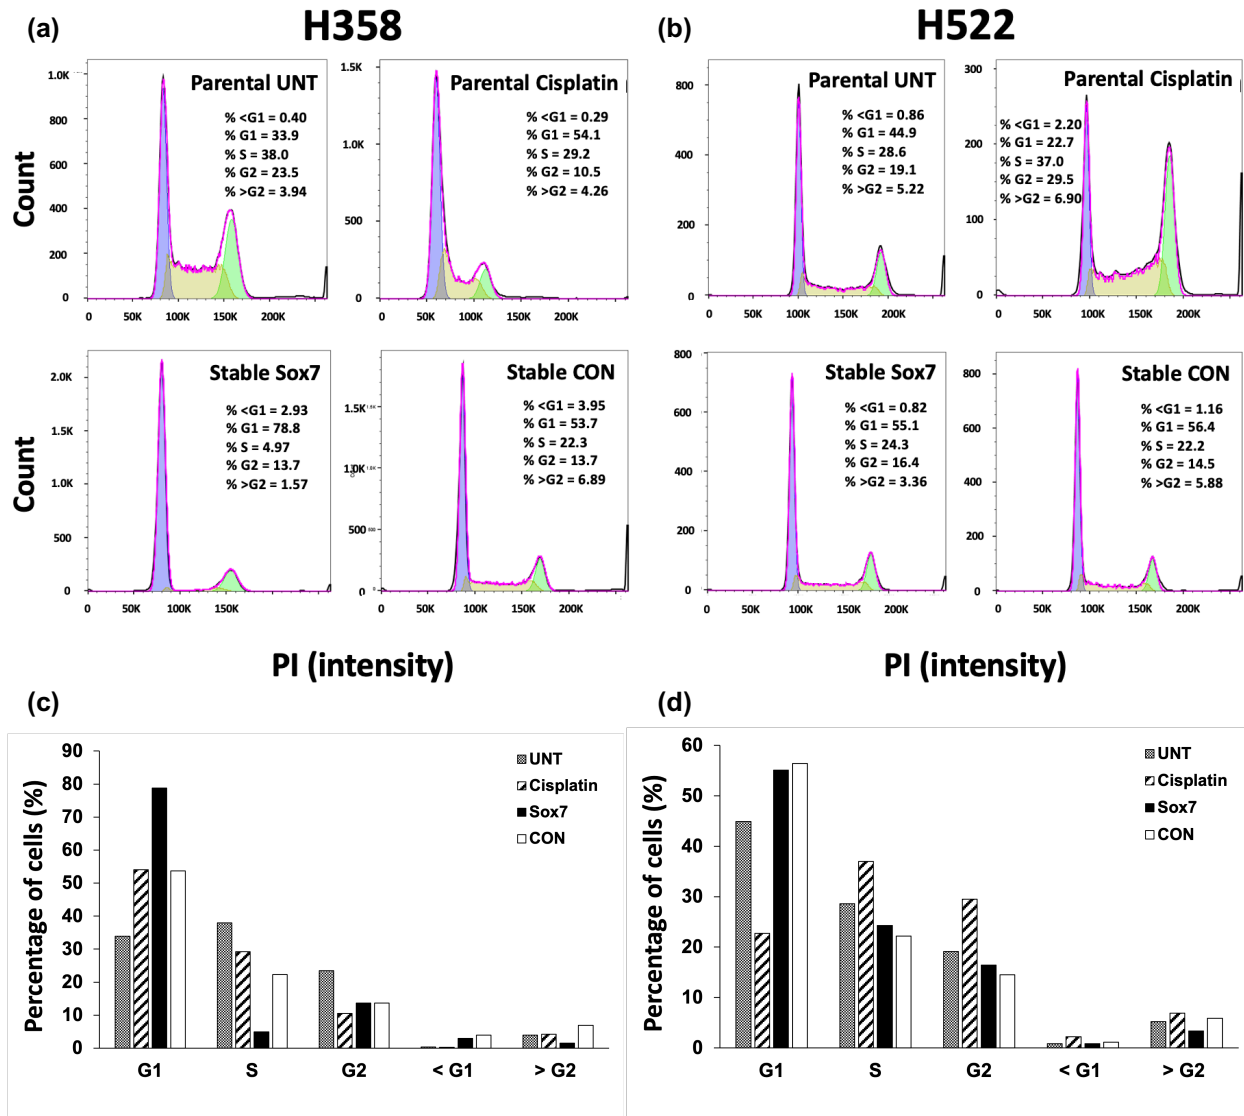 (a)
H358
(b)
H522
Parental UNT
% <G1 = 0.40
% G1 = 33.9
% S = 38.0
% G2 = 23.5
% >G2 = 3.94
1.0K
800
600
400
200
0
0
50K
100K
150K
200K
Parental Cisplatin
% <G1 = 0.29
% G1 = 54.1
% S = 29.2
% G2 = 10.5
% >G2 = 4.26
1.5K
1.0K
500
0
0
50K
100K
150K
200K
Parental UNT
% <G1 = 0.86
% G1 = 44.9
% S = 28.6
% G2 = 19.1
% >G2 = 5.22
800
400
200
0
0
50K
100K
150K
200K
Parental Cisplatin
% <G1 = 2.20
% G1 = 22.7
% S = 37.0
% G2 = 29.5
% >G2 = 6.90
300
200
100
0
0
50K
100K
150K
200K
Count
Stable Sox7
% <G1 = 2.93
% G1 = 78.8
% S = 4.97
% G2 = 13.7
% >G2 = 1.57
2.0K
1.5K
1.0K
500
0
0
50K
100K
150K
Stable CON
% <G1 = 3.95
% G1 = 53.7
% S = 22.3
% G2 = 13.7
% >G2 = 6.89
1.5K
1.5K
1.0K
1.0K
500
500
0
0
0
50K
100K
150K
200K
Stable Sox7
% <G1 = 0.82
% G1 = 55.1
% S = 24.3
% G2 = 16.4
% >G2 = 3.36
800
600
400
200
0
0
50K
100K
150K
200K
Stable CON
% <G1 = 1.16
% G1 = 56.4
% S = 22.2
% G2 = 14.5
% >G2 = 5.88
800
600
400
200
0
0
50K
100K
150K
200K
Count
PI (intensity)
PI (intensity)
(c)
Percentage of cells (%)
90
80
70
60
50
40
30
20
10
0
G1
S
G2
< G1
> G2
UNT
Cisplatin
Sox7
CON
(d)
Percentage of cells (%)
60
50
40
30
20
10
0
G1
S
G2
< G1
> G2
UNT
Cisplatin
Sox7
CON